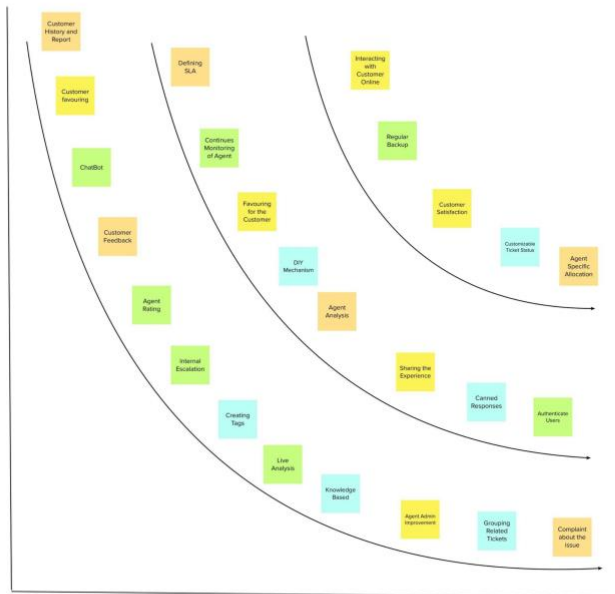 Customer
History and
Report
Customer
favouring
ChatBot
Customer
Feedback
Agent
Rating
Internal
Escalation
Creating
Tags
Live
Analysis
Knowledge
Based
Agent Admin
Improvement
Grouping
Related
Tickets
Complaint
about the
Issue
Defining
SLA
Continues
Monitoring
of Agent
Favouring
for the
Customer
DIY
Mechanism
Agent
Analysis
Sharing the
Experience
Canned
Responses
Authenticate
Users
Interacting
with
Customer
Online
Regular
Backup
Customer
Satisfaction
Customizable
Ticket Status
Agent
Specific
Allocation